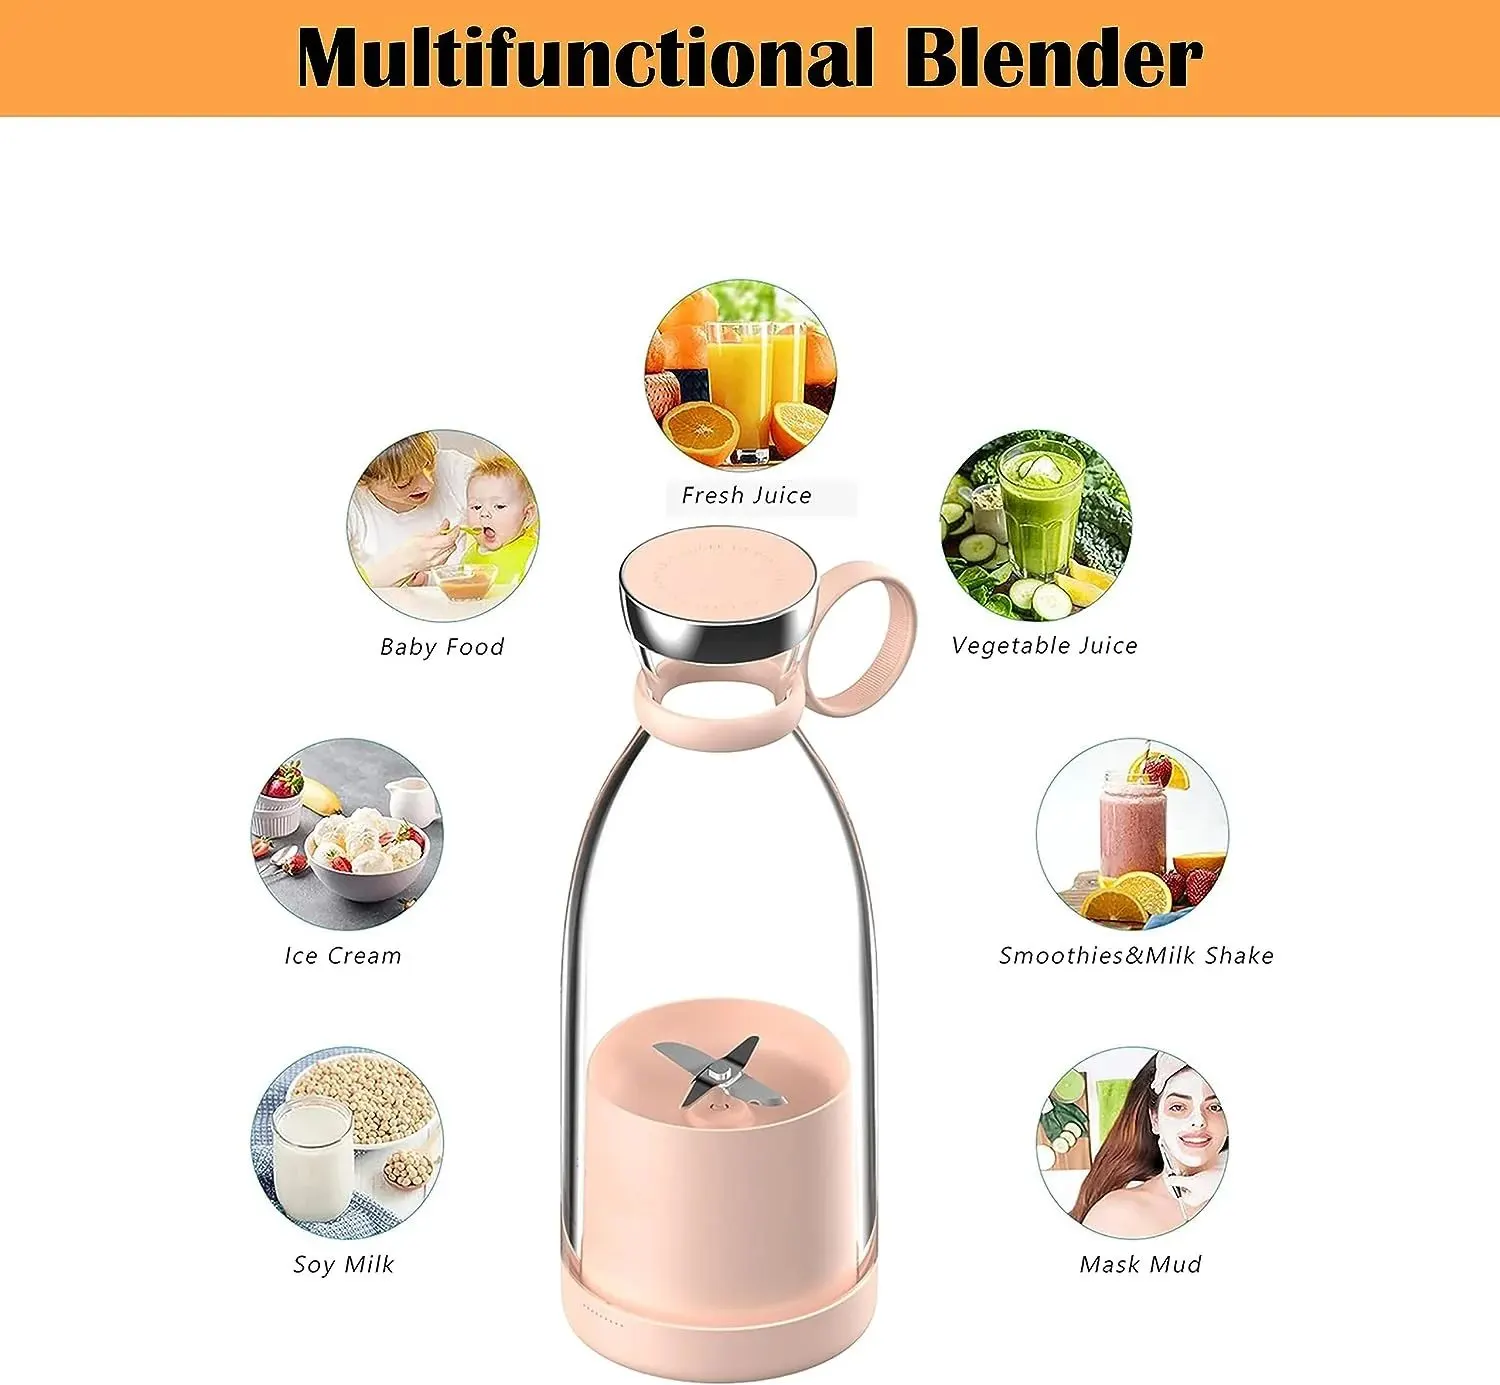 Multifunctional Blender
Fresh Juice
Baby Food
Vegetable Juice
Ice Cream
Smoothies&Milk Shake
Soy Milk
Mask Mud